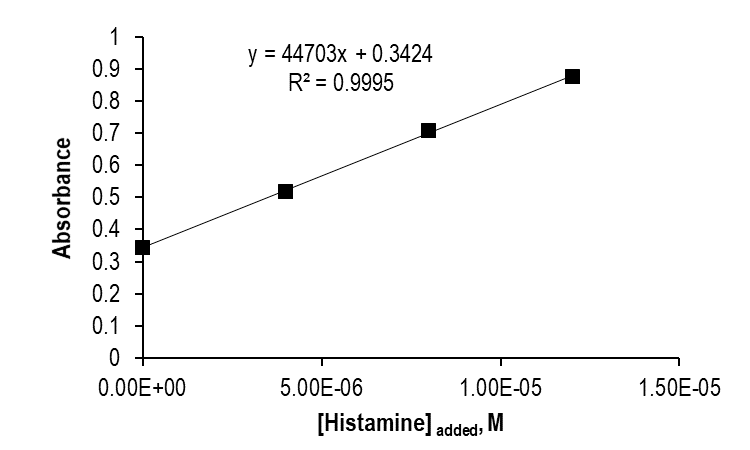 y = 44703x + 0.3424
R² = 0.9995
1
0.9
0.8
0.7
0.6
0.5
0.4
0.3
0.2
0.1
0
Absorbance
0.00E+00 5.00E-06 1.00E-05 1.50E-05
[Histamine] added, M